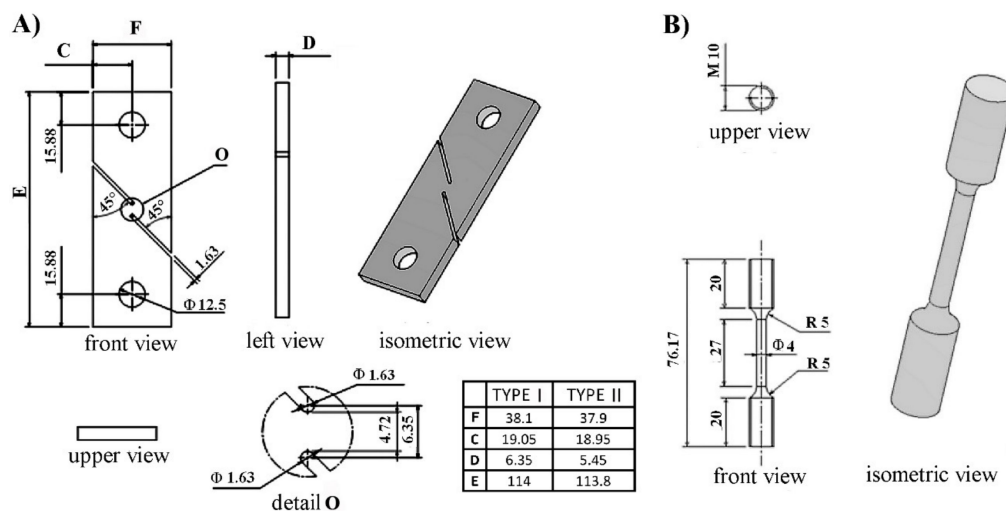 A)
F
C
D
15.88
O
E
45°
45°
15.88
1.63
Φ 12.5
front view
left view
isometric view
upper view
Φ 1.63
4.72
6.35
Φ 1.63
detail O
TYPE I TYPE II
F 38.1 37.9
C 19.05 18.95
D 6.35 5.45
E 114 113.8
B)
M 10
upper view
20
R 5
76.17
27
Φ 4
R 5
20
front view
isometric view